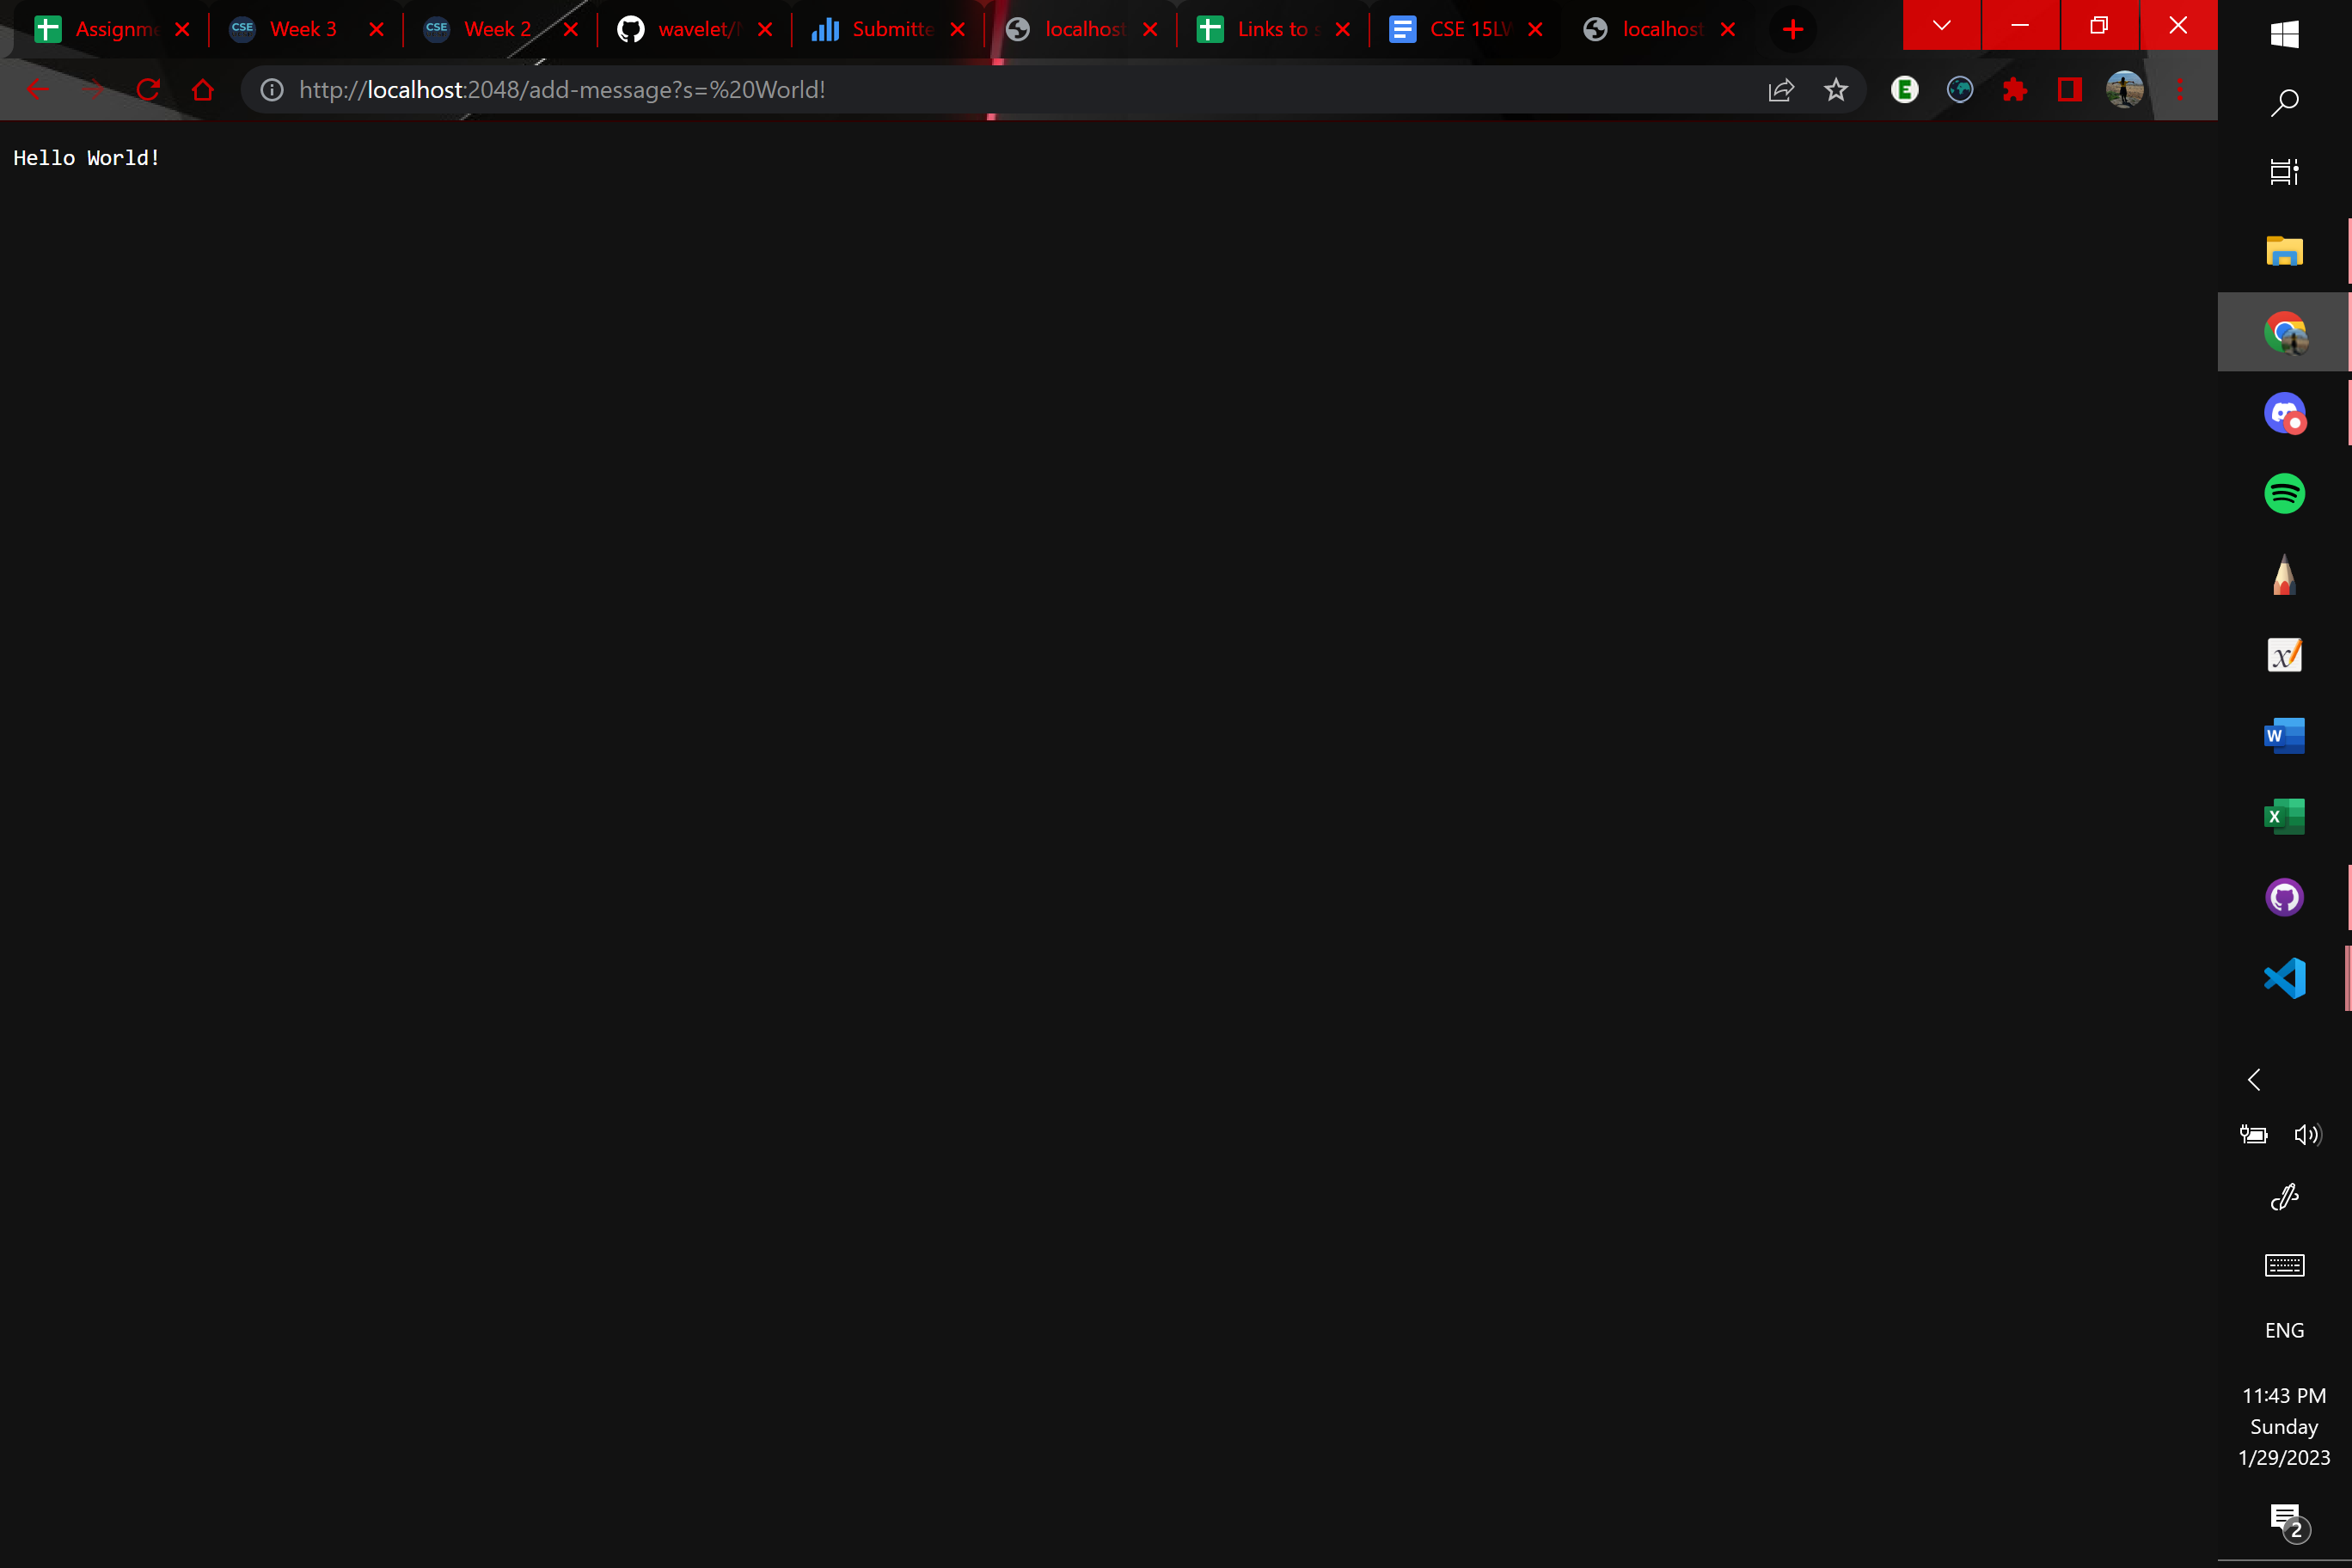 Assignme
CSE Week 3
CSE Week 2
wavelet/
Submitte
localhost
Links to s
CSE 15L
localhost
http://localhost:2048/add-message?s=%20World!
E
Hello World!
x
W
X
ENG
11:43 PM
Sunday
1/29/2023
2